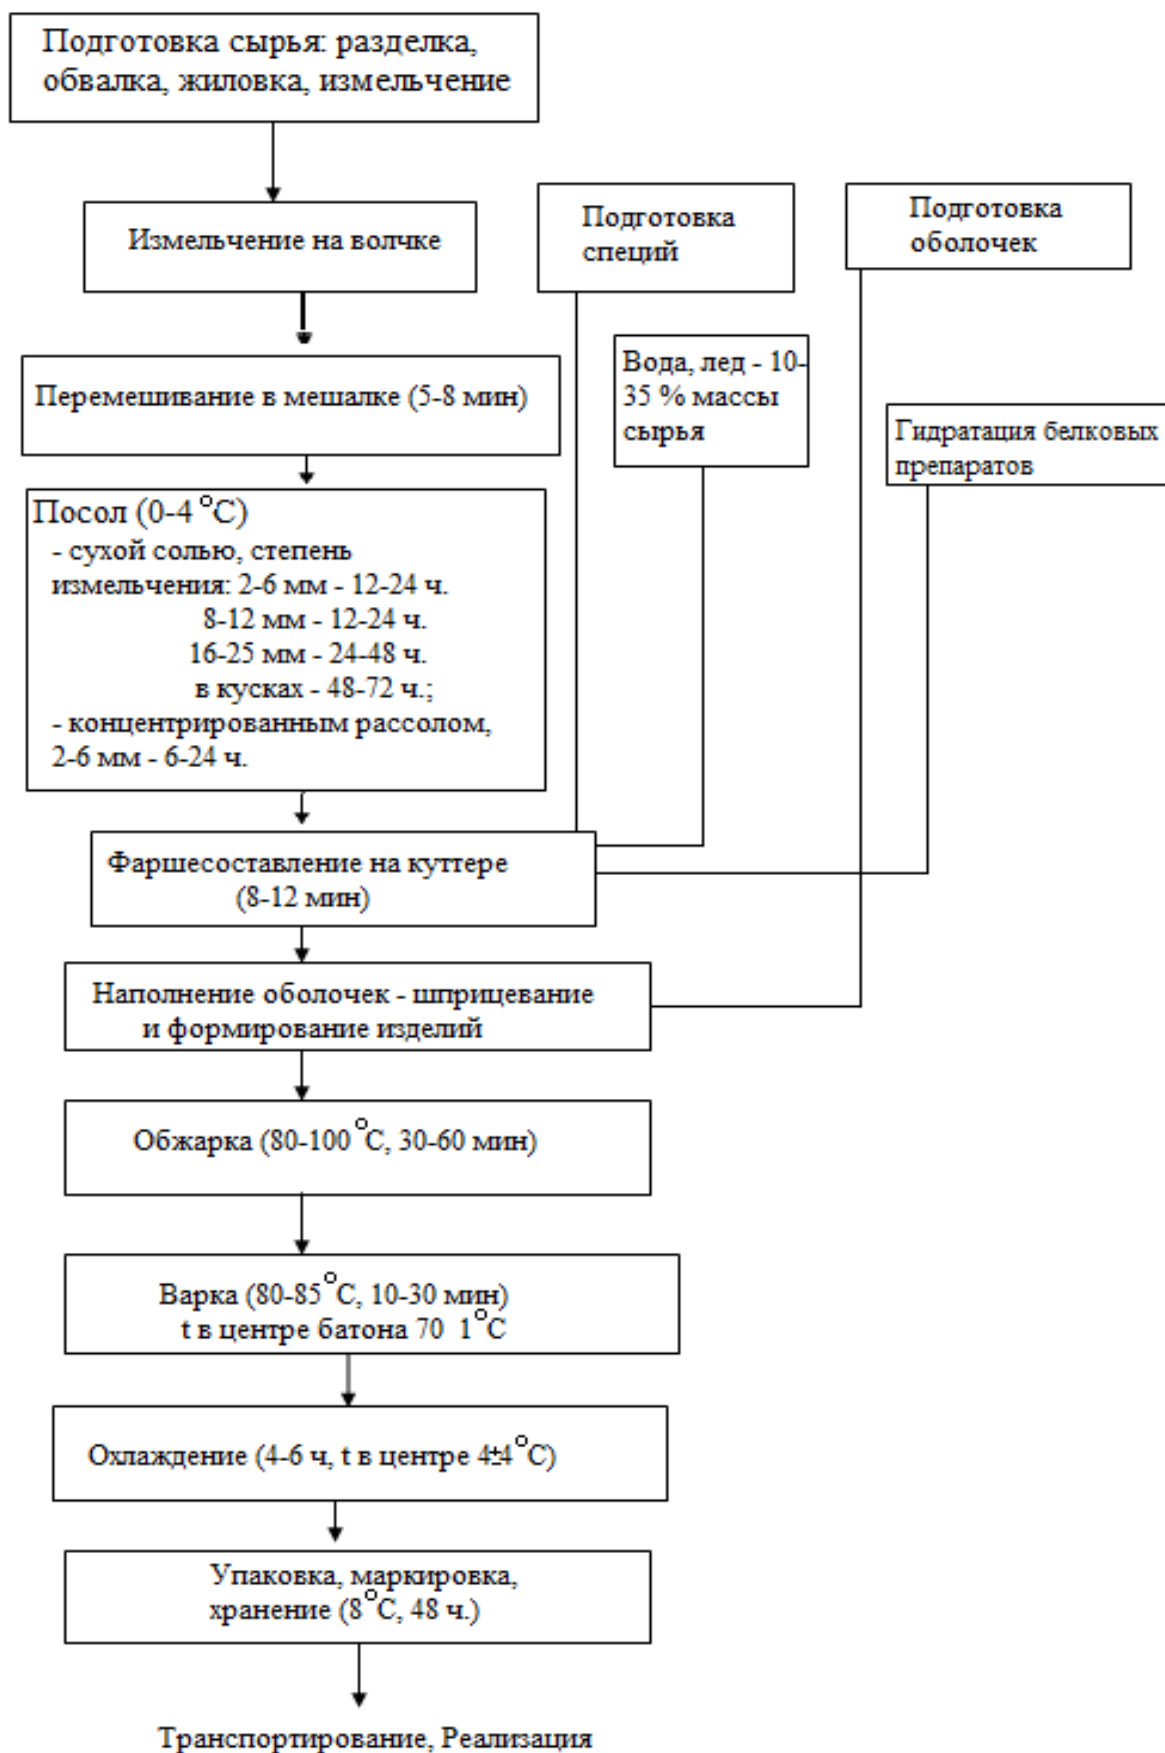 Подготовка сырья: разделка,
обвалка, жиловка, измельчение
Измельчение на волчке
Подготовка
специй
Подготовка
оболочек
Вода, лед - 10-
35 % массы
сырья
Перемешивание в мешалке (5-8 мин)
Гидратация белковых
препаратов
Посол (0-4 °С)
- сухой солью, степень
измельчения: 2-6 мм - 12-24 ч.
8-12 мм - 12-24 ч.
16-25 мм - 24-48 ч.
в кусках - 48-72 ч.;
- концентрированным рассолом,
2-6 мм - 6-24 ч.
Фаршесоставление на куттере
(8-12 мин)
Наполнение оболочек - шприцевание
и формирование изделий
Обжарка (80-100 °С, 30-60 мин)
Варка (80-85°С, 10-30 мин)
t в центре батона 70 1°С
Охлаждение (4-6 ч, t в центре 4±4°С)
Упаковка, маркировка,
хранение (8°С, 48 ч.)
Транспортирование, Реализация